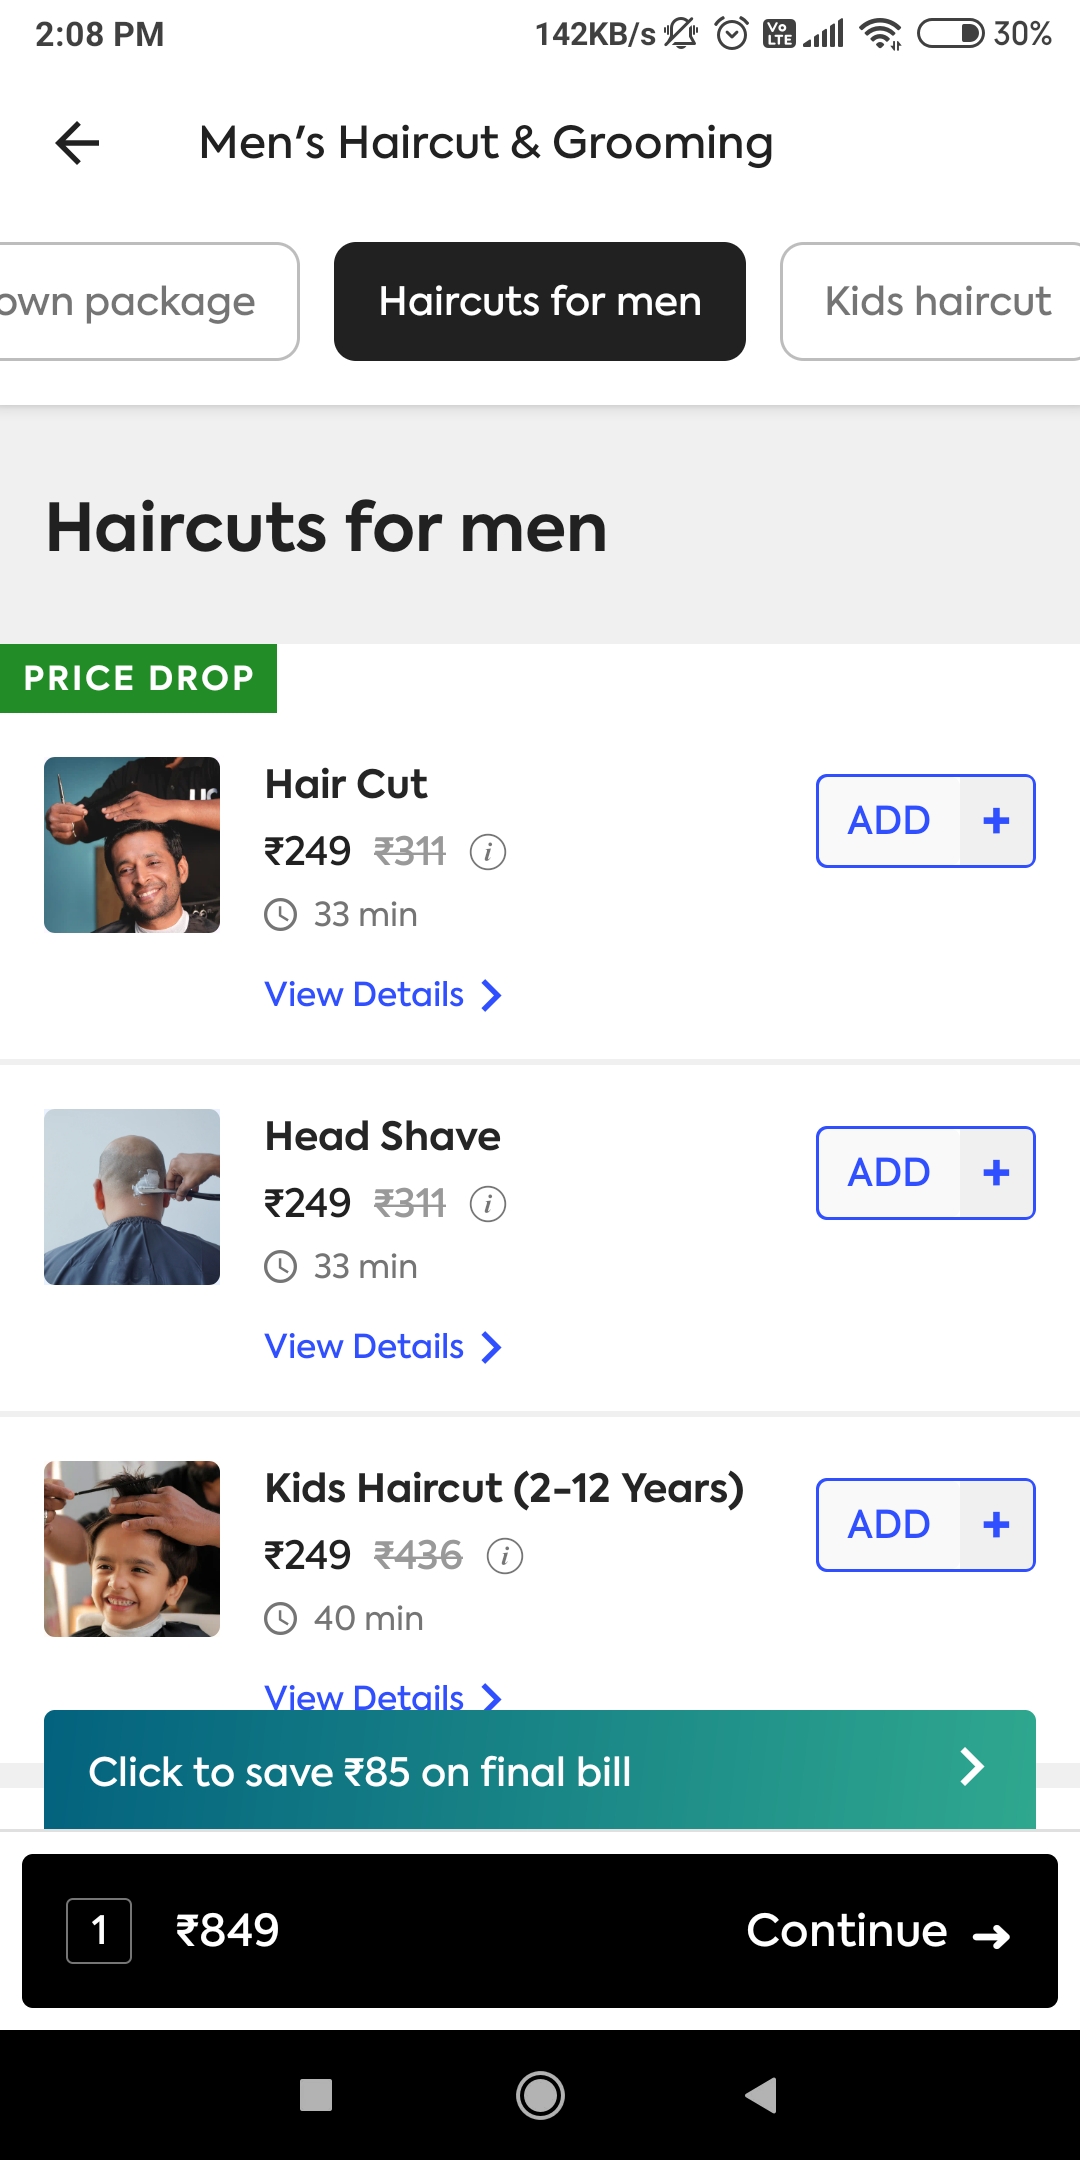 2:08 PM 142KB/s Vo LTE 30%
Men's Haircut & Grooming
own package Haircuts for men Kids haircut
Haircuts for men
PRICE DROP
Hair Cut
₹249 ₹311 i
33 min
ADD +
View Details
Head Shave
₹249 ₹311 i
33 min
ADD +
View Details
Kids Haircut (2-12 Years)
₹249 ₹436 i
40 min
ADD +
View Details
Click to save ₹85 on final bill
1 ₹849 Continue